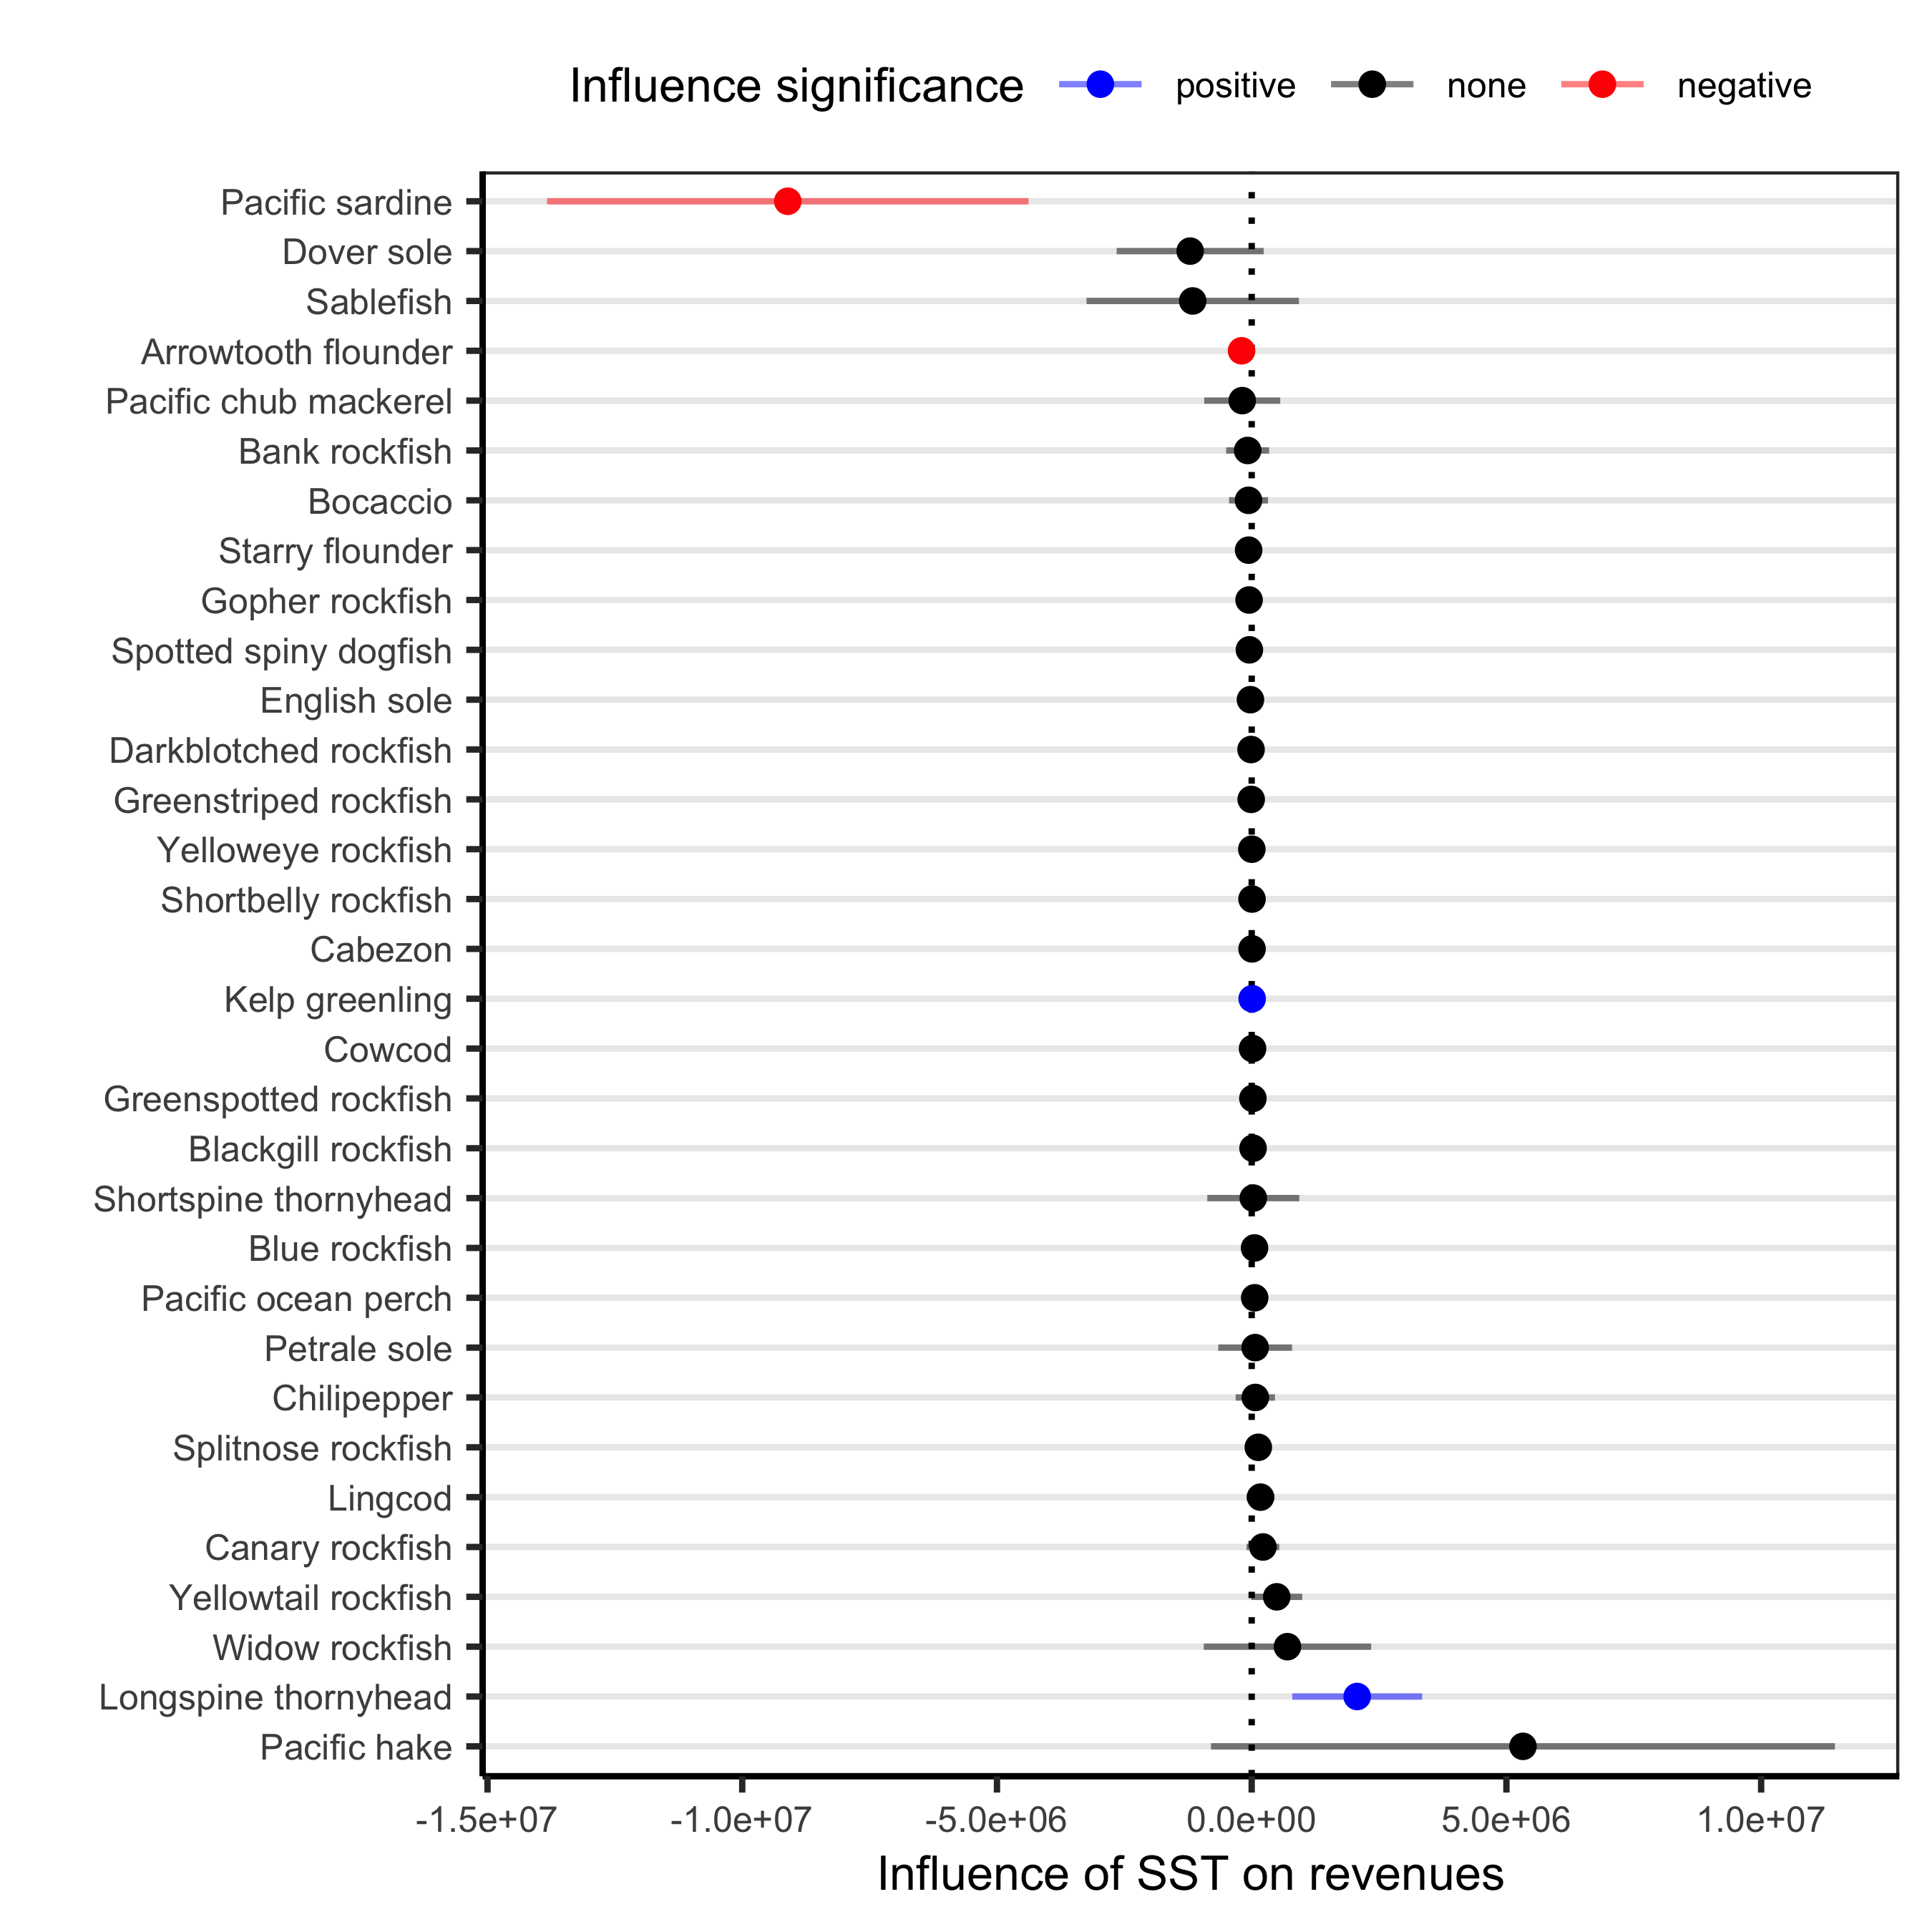 Influence significance positive none negative
Pacific sardine
Dover sole
Sablefish
Arrowtooth flounder
Pacific chub mackerel
Bank rockfish
Bocaccio
Starry flounder
Gopher rockfish
Spotted spiny dogfish
English sole
Darkblotched rockfish
Greenstriped rockfish
Yelloweye rockfish
Shortbelly rockfish
Cabezon
Kelp greenling
Cowcod
Greenspotted rockfish
Blackgill rockfish
Shortspine thornyhead
Blue rockfish
Pacific ocean perch
Petrale sole
Chilipepper
Splitnose rockfish
Lingcod
Canary rockfish
Yellowtail rockfish
Widow rockfish
Longspine thornyhead
Pacific hake
-1.5e+07 -1.0e+07 -5.0e+06 0.0e+00 5.0e+06 1.0e+07
Influence of SST on revenues